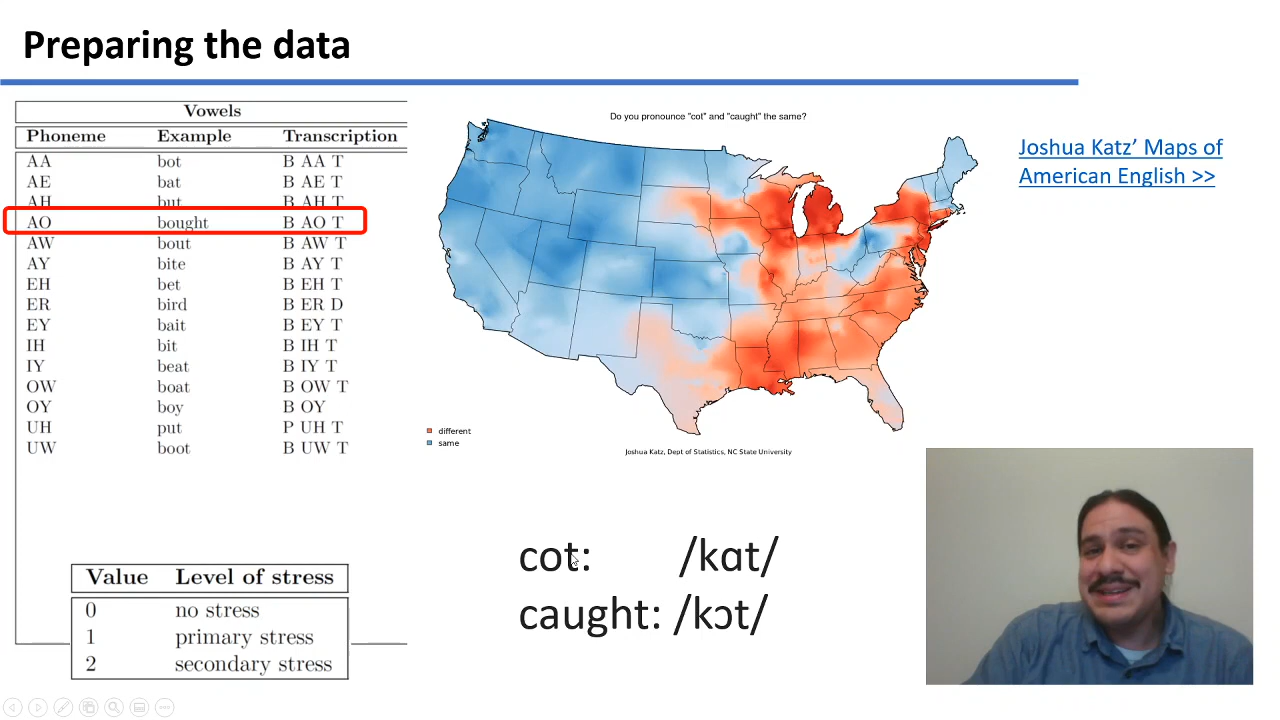 Preparing the data
Vowels
Phoneme Example Transcription
AA bot B AA T
AE bat B AE T
AH but B AH T
AO bought B AO T
AW bout B AW T
AY bite B AY T
EH bet B EH T
ER bird B ER D
EY bait B EY T
IH bit B IH T
IY beat B IY T
OW boat B OW T
OY boy B OY
UH put P UH T
UW boot B UW T
Value Level of stress
0 no stress
1 primary stress
2 secondary stress
Do you pronounce "cot" and "caught" the same?
different
same
Joshua Katz, Dept of Statistics, NC State University
Joshua Katz’ Maps of
American English >>
cot: /kɑt/
caught: /kɔt/